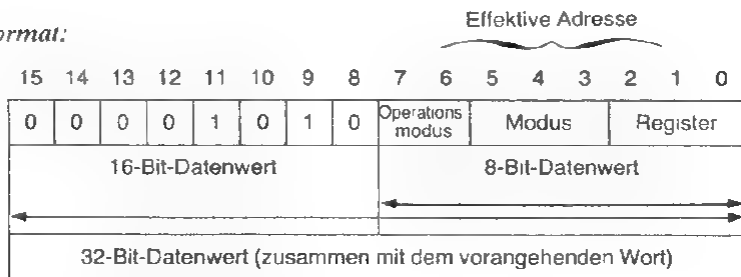 Effektive Adresse
ormat:
15 14 13 12 11 10 9 8 7 6 5 4 3 2 1 0
0 0 0 0 1 0 1 0 Operations modus Modus Register
16-Bit-Datenwert 8-Bit-Datenwert
32-Bit-Datenwert (zusammen mit dem vorangehenden Wort)